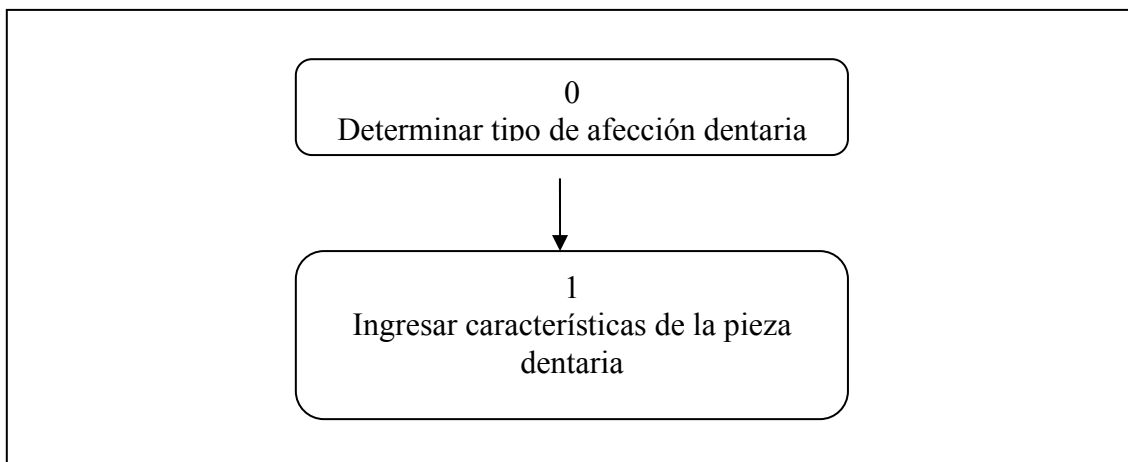 0
Determinar tipo de afección dentaria
1
Ingresar características de la pieza
dentaria